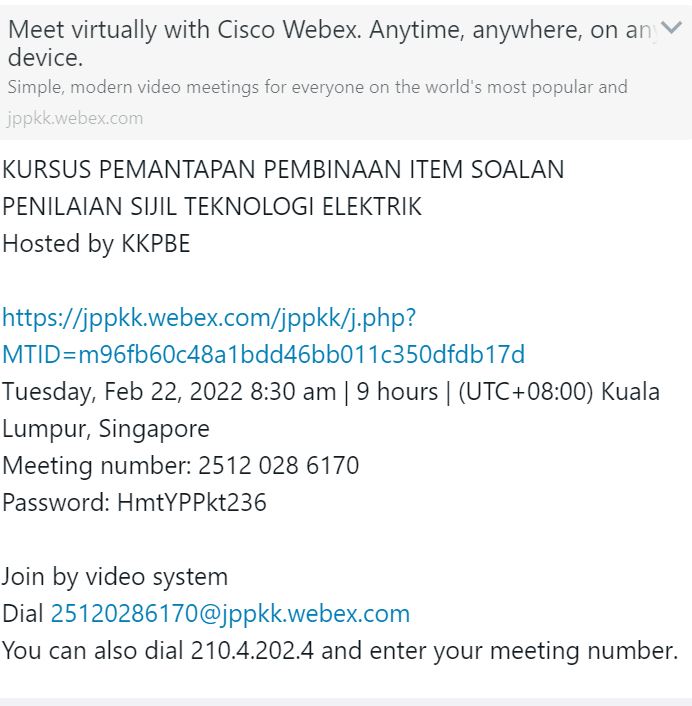 Meet virtually with Cisco Webex. Anytime, anywhere, on any
device.
Simple, modern video meetings for everyone on the world's most popular and
jppkk.webex.com
KURSUS PEMANTAPAN PEMBINAAN ITEM SOALAN
PENILAIAN SIJIL TEKNOLOGI ELEKTRIK
Hosted by KKPBE
https://jppkk.webex.com/jppkk/j.php?
MTID=m96fb60c48a1bdd46bb011c350dfdb17d
Tuesday, Feb 22, 2022 8:30 am | 9 hours | (UTC+08:00) Kuala
Lumpur, Singapore
Meeting number: 2512 028 6170
Password: HmtYPPkt236
Join by video system
Dial 25120286170@jppkk.webex.com
You can also dial 210.4.202.4 and enter your meeting number.